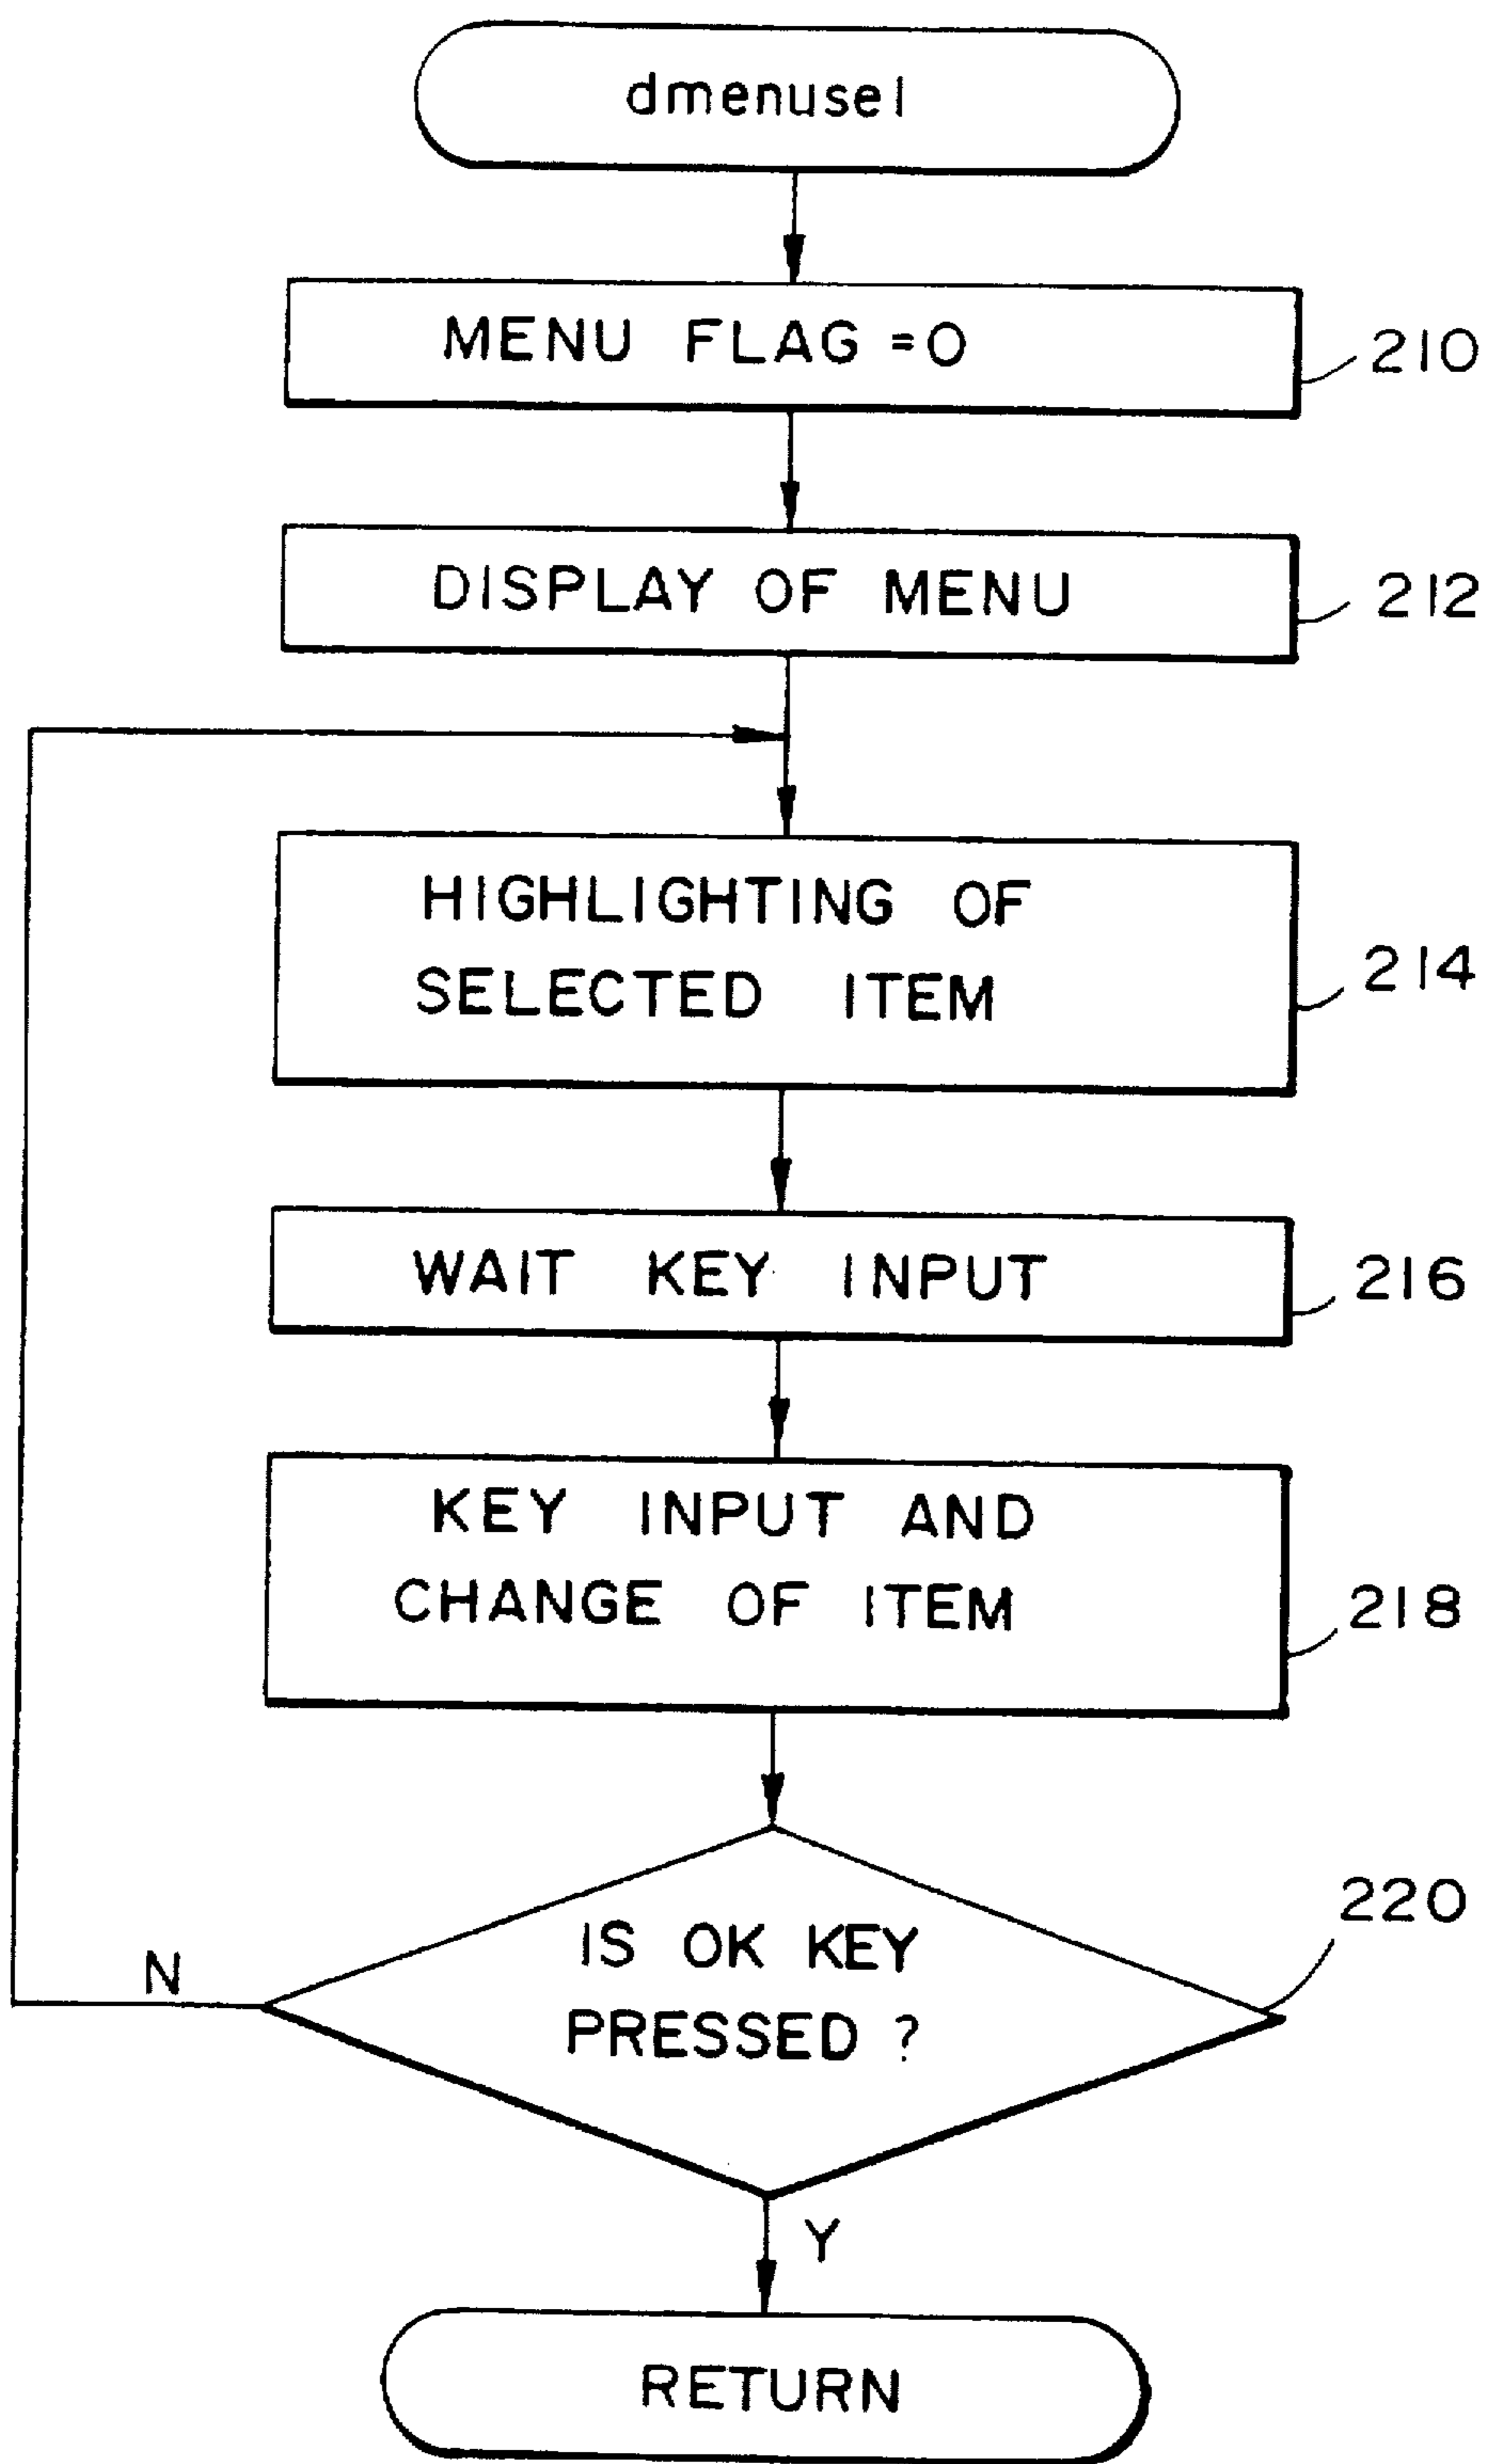 dmenusel
MENU FLAG =0
210
DISPLAY OF MENU
212
HIGHLIGHTING OF
SELECTED ITEM
214
WAIT KEY INPUT
216
KEY INPUT AND
CHANGE OF ITEM
218
220
IS OK KEY
PRESSED ?
N
Y
RETURN